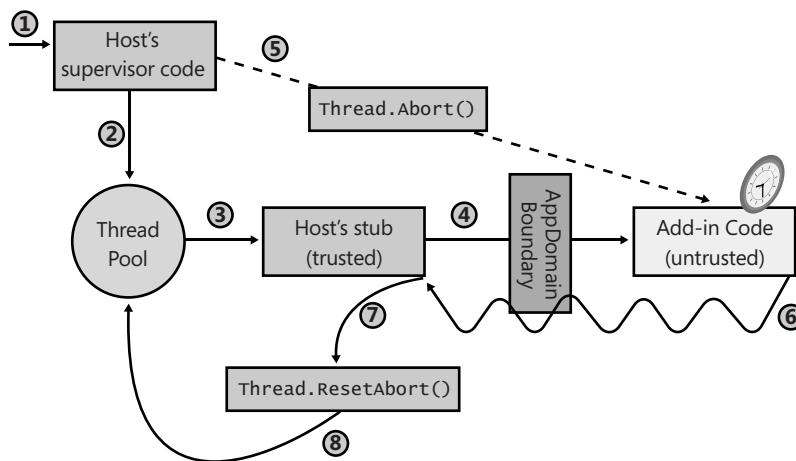 1
Host's
supervisor code
5
Thread.Abort()
2
Thread
Pool
3
Host's stub
(trusted)
4
AppDomain
Boundary
Add-in Code
(untrusted)
6
7
Thread.ResetAbort()
8